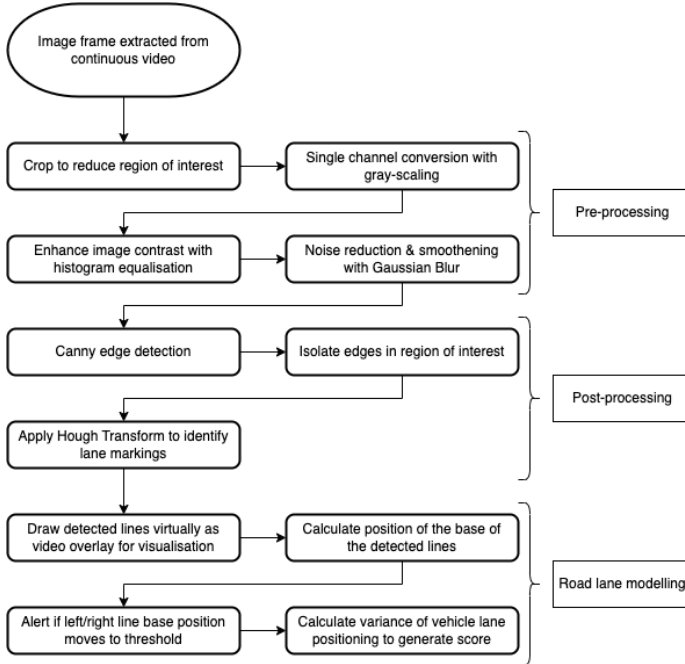 Image frame extracted from
continuous video
Crop to reduce region of interest
Single channel conversion with
gray-scaling
Pre-processing
Enhance image contrast with
histogram equalisation
Noise reduction & smoothening
with Gaussian Blur
Canny edge detection
Isolate edges in region of interest
Post-processing
Apply Hough Transform to identify
lane markings
Draw detected lines virtually as
video overlay for visualisation
Calculate position of the base of
the detected lines
Road lane modelling
Alert if left/right line base position
moves to threshold
Calculate variance of vehicle lane
positioning to generate score